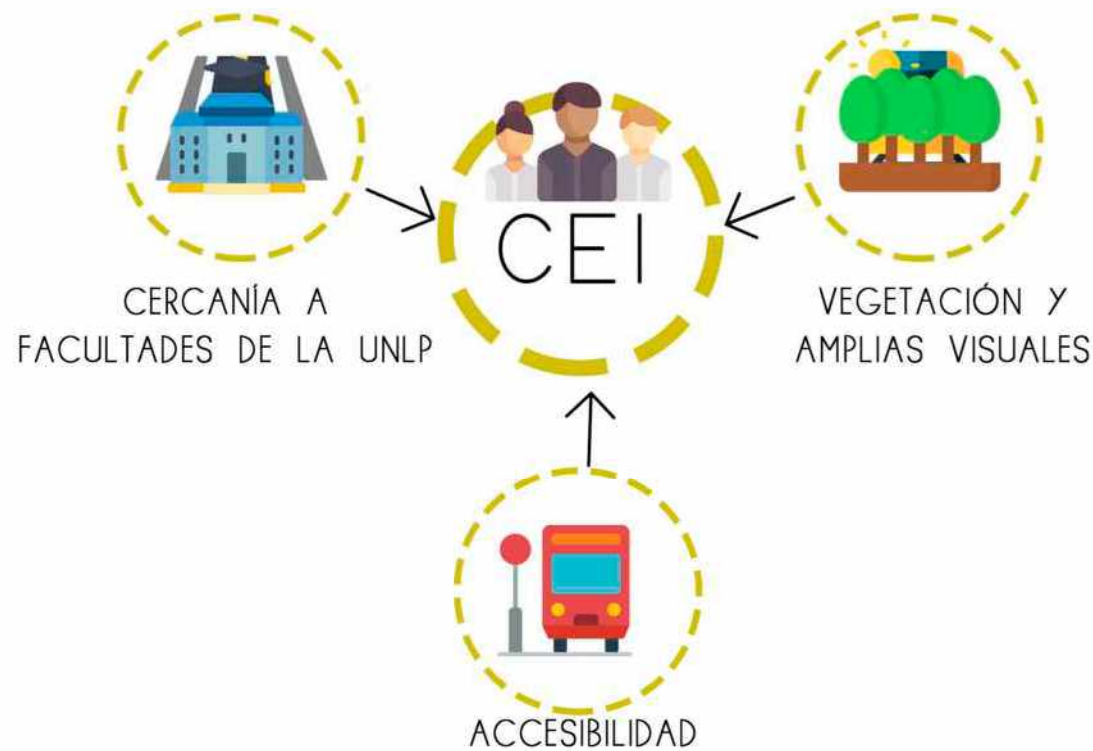 CEI
CERCANÍA A
FACULTADES DE LA UNLP
VEGETACIÓN Y
AMPLIAS VISUALES
ACCESIBILIDAD